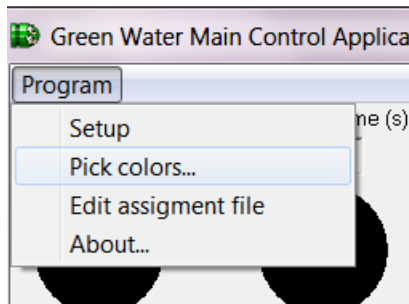 Green Water Main Control Applica
Program
me (s)
Setup
Pick colors...
Edit assigment file
About...